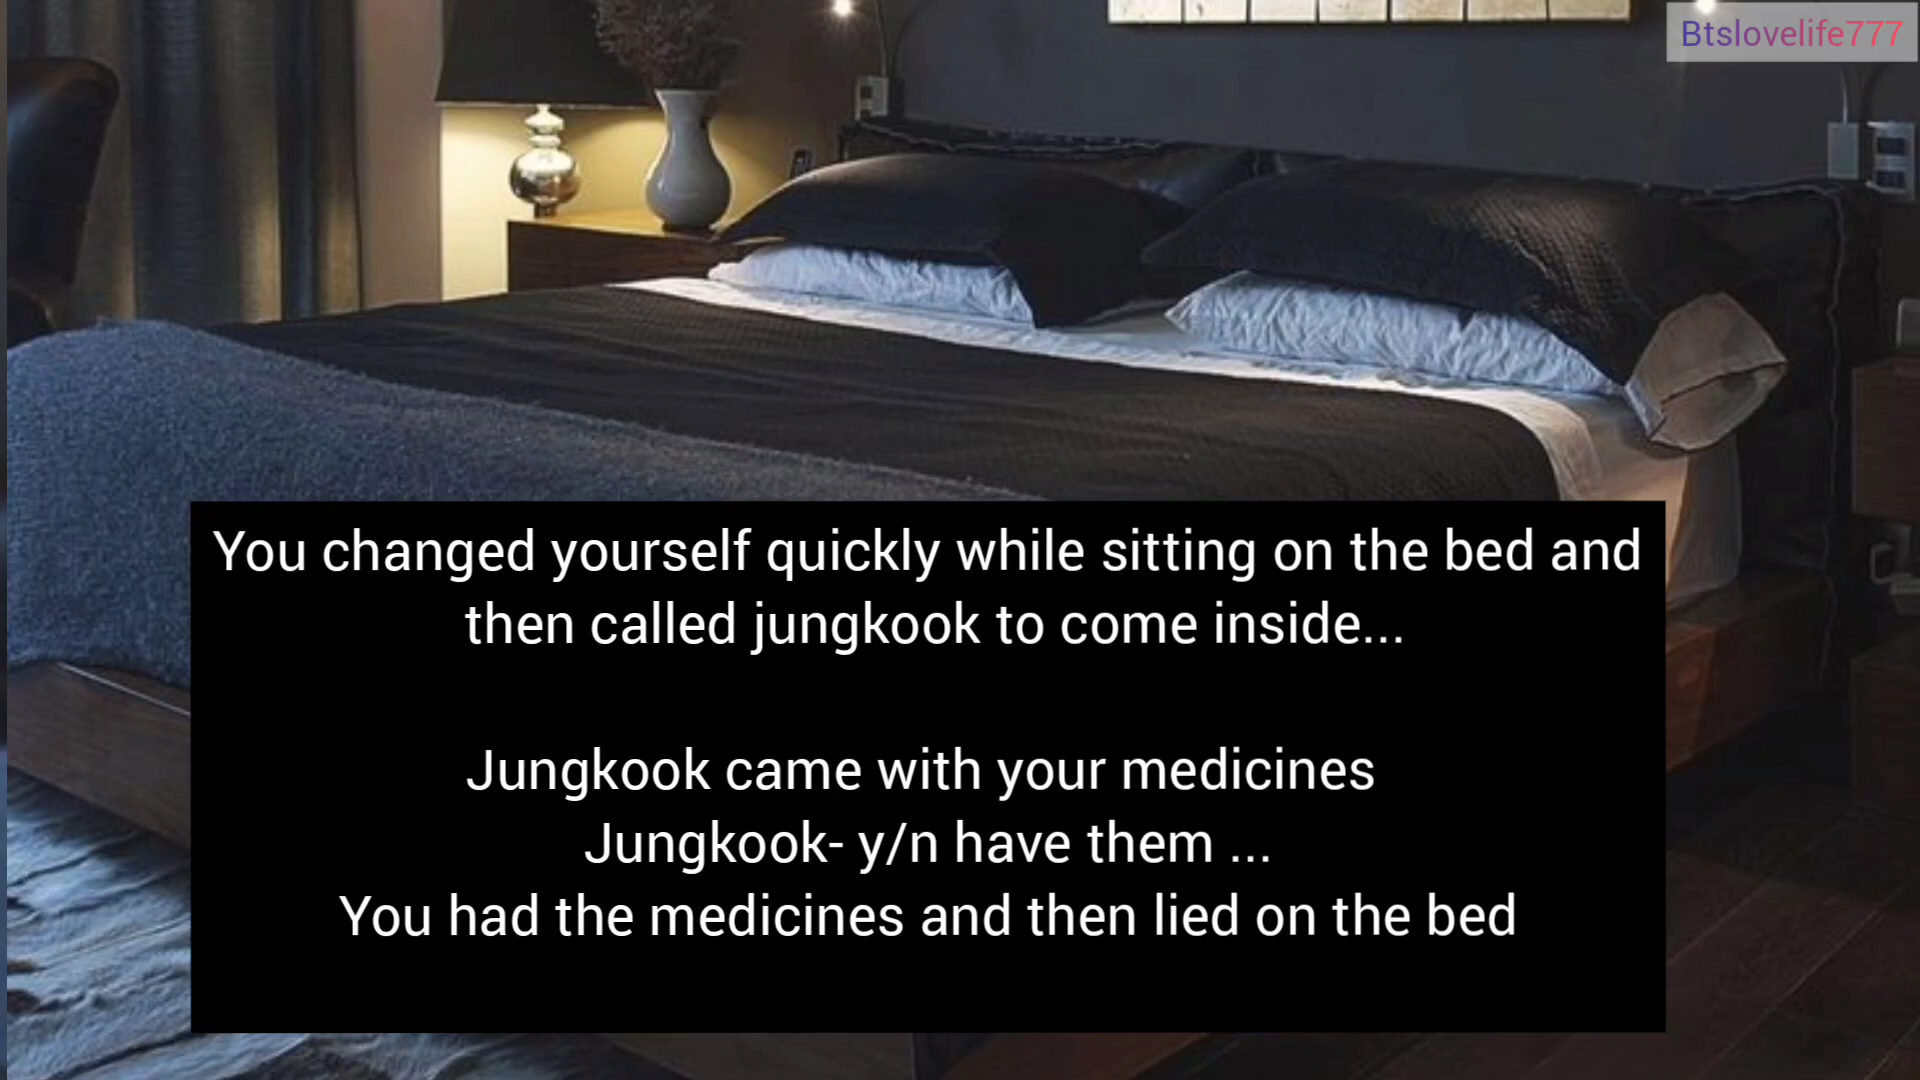 Btslovelife777
You changed yourself quickly while sitting on the bed and
then called jungkook to come inside...
Jungkook came with your medicines
Jungkook- y/n have them ...
You had the medicines and then lied on the bed